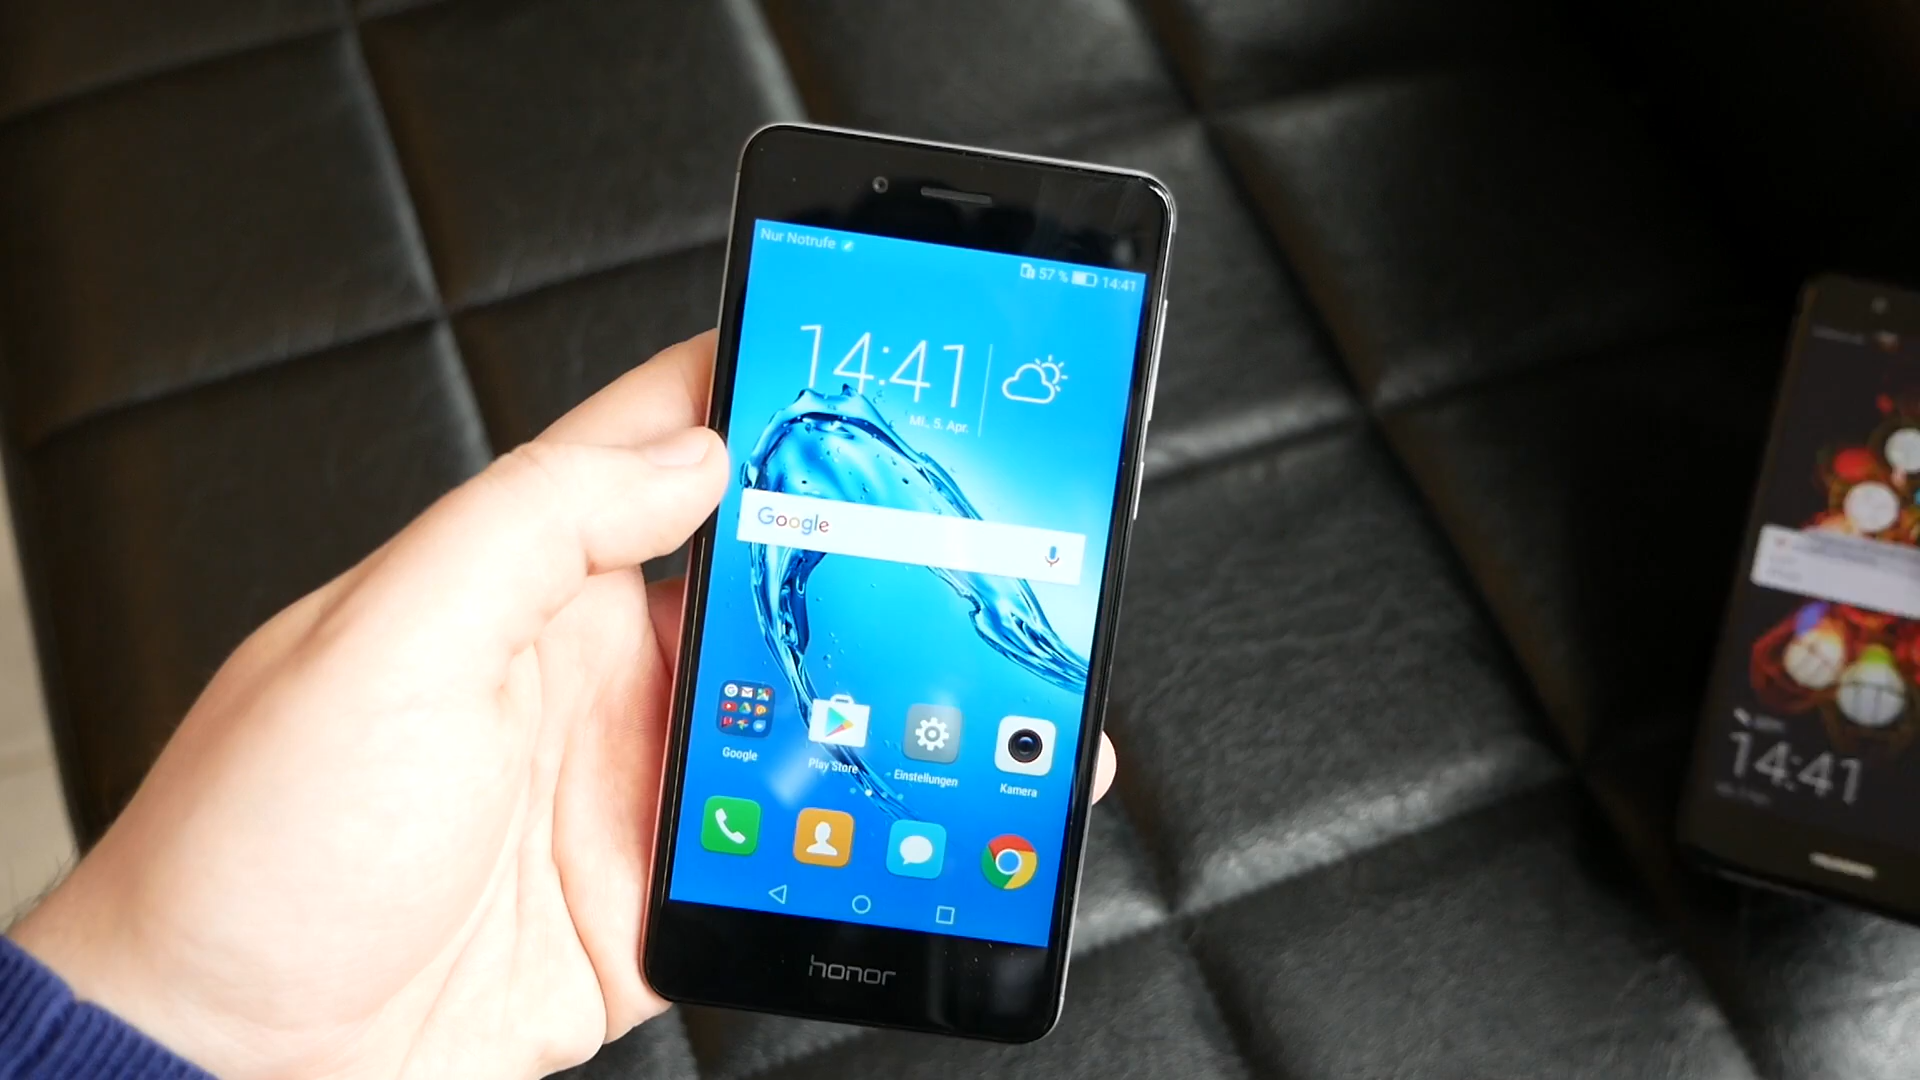 Nur Notrufe
57 % 14:41
14:41
Mi., 5. Apr.
Google
Google
Play Store
Einstellungen
Kamera
honor
14:41